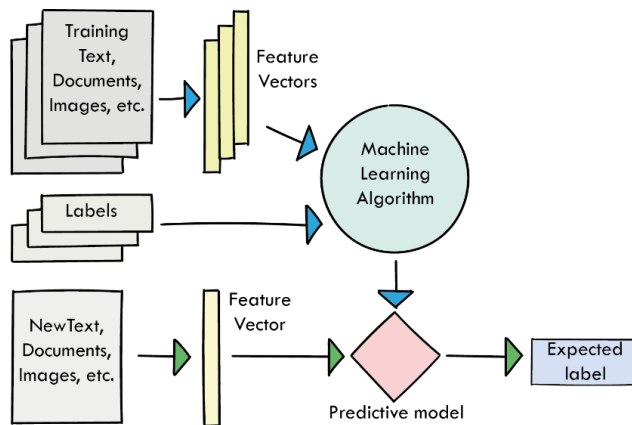 Training
Text,
Documents,
Images, etc.
Feature
Vectors
Machine
Learning
Algorithm
Labels
NewText,
Documents,
Images, etc.
Feature
Vector
Predictive model
Expected
label